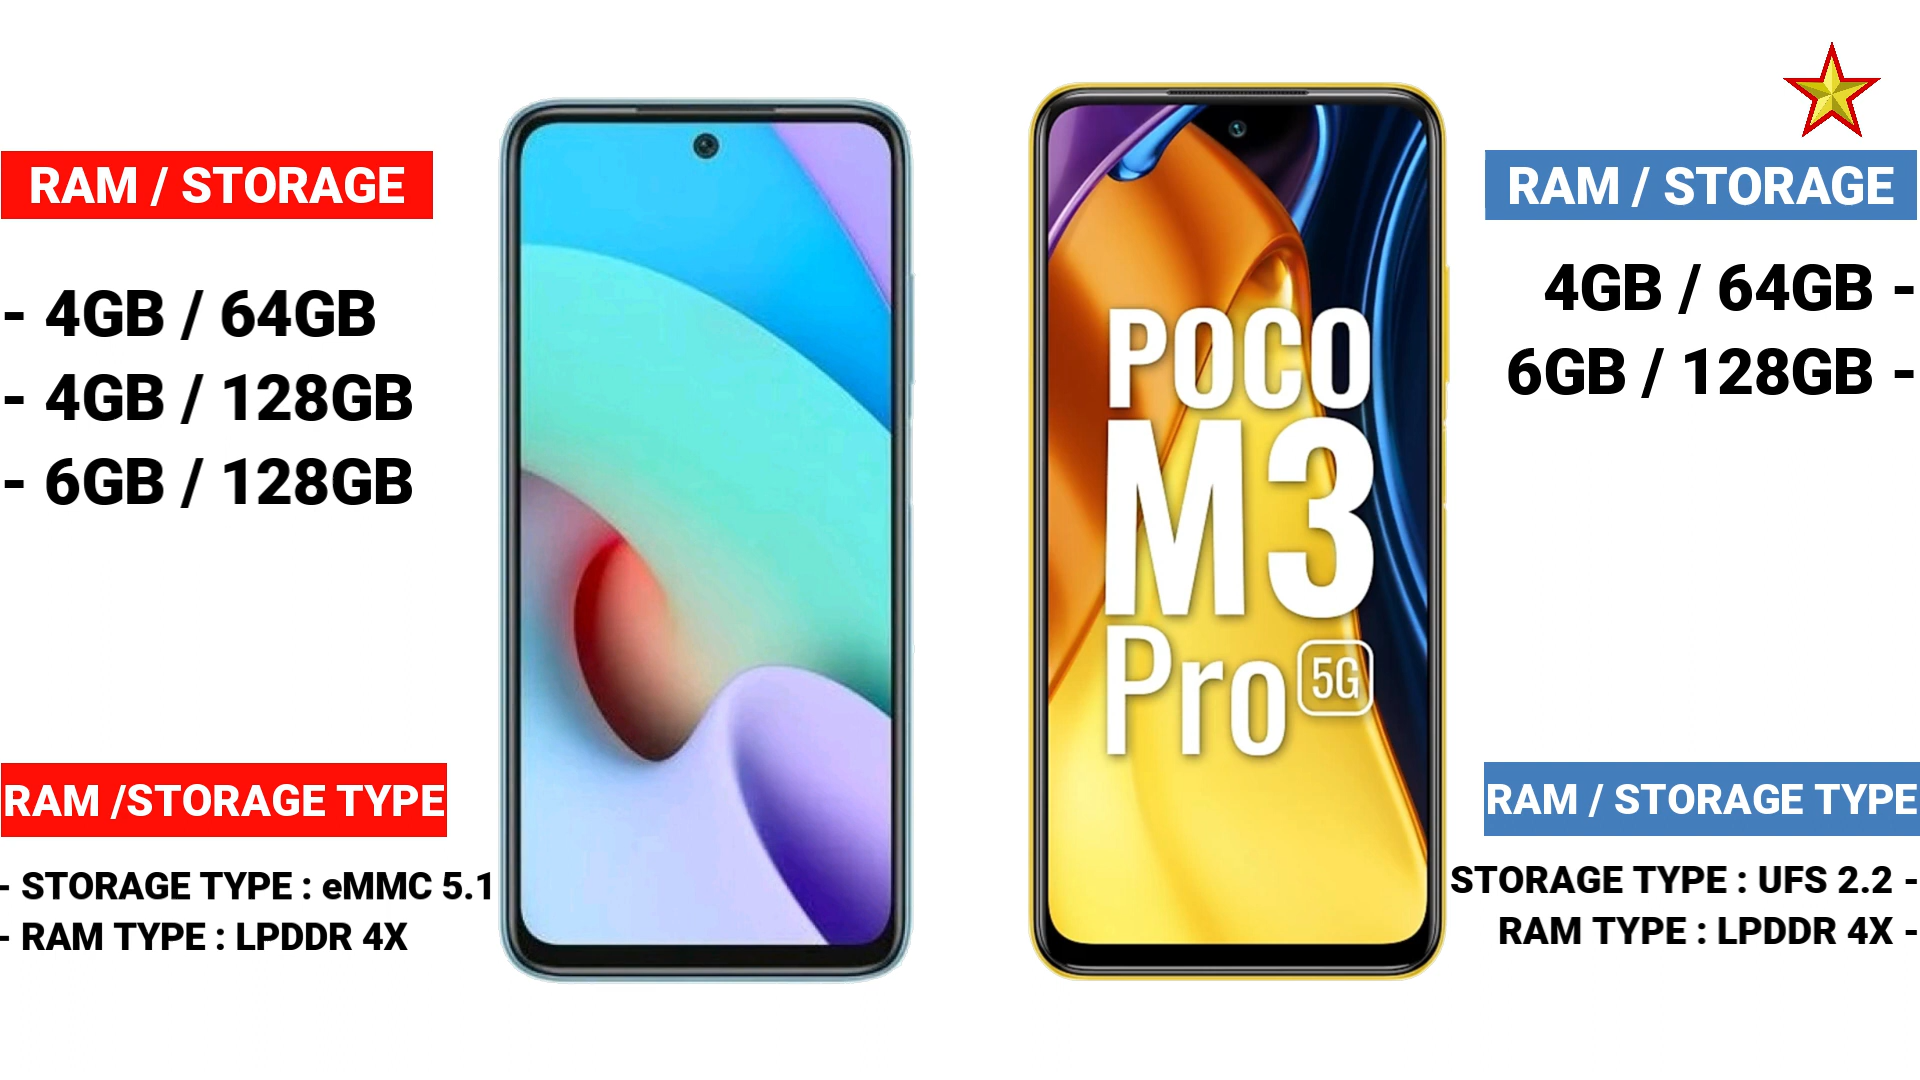 RAM / STORAGE
- 4GB / 64GB
- 4GB / 128GB
- 6GB / 128GB
RAM /STORAGE TYPE
- STORAGE TYPE : eMMC 5.1
- RAM TYPE : LPDDR 4X
POCO
M3
Pro 5G
RAM / STORAGE
4GB / 64GB -
6GB / 128GB -
RAM / STORAGE TYPE
STORAGE TYPE : UFS 2.2 -
RAM TYPE : LPDDR 4X -